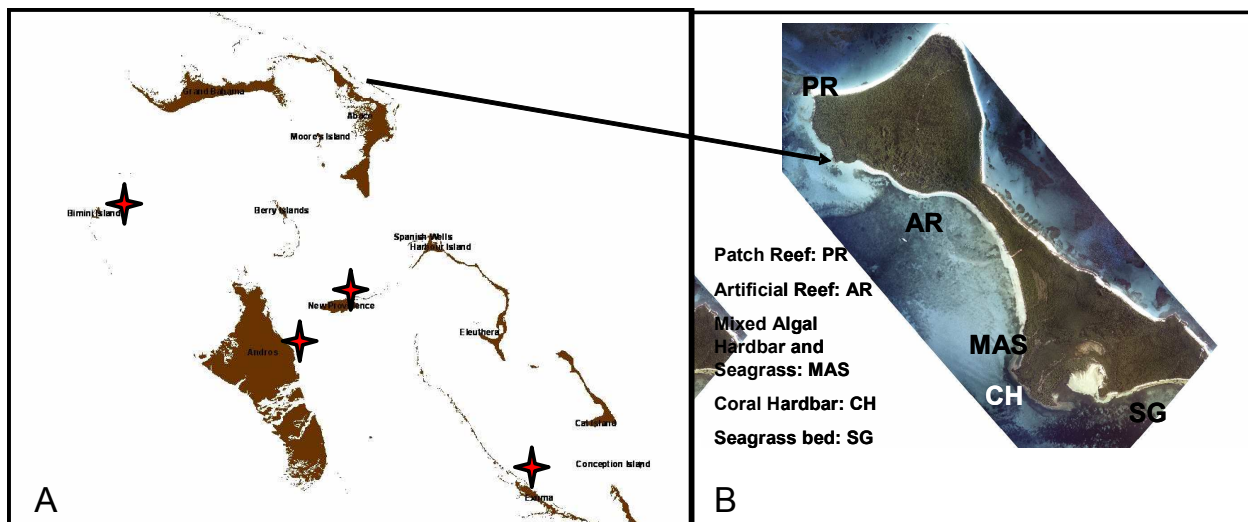 Grand Bahama
Abaco
Moore's Island
Bimini Island
Berry Islands
Spanish Wells
Harbour Island
New Providence
Eleuthera
Andros
Cat Island
Conception Island
Exuma
A
PR
AR
Patch Reef: PR
Artificial Reef: AR
Mixed Algal
Hardbar and
Seagrass: MAS
Coral Hardbar: CH
Seagrass bed: SG
MAS
CH
SG
B